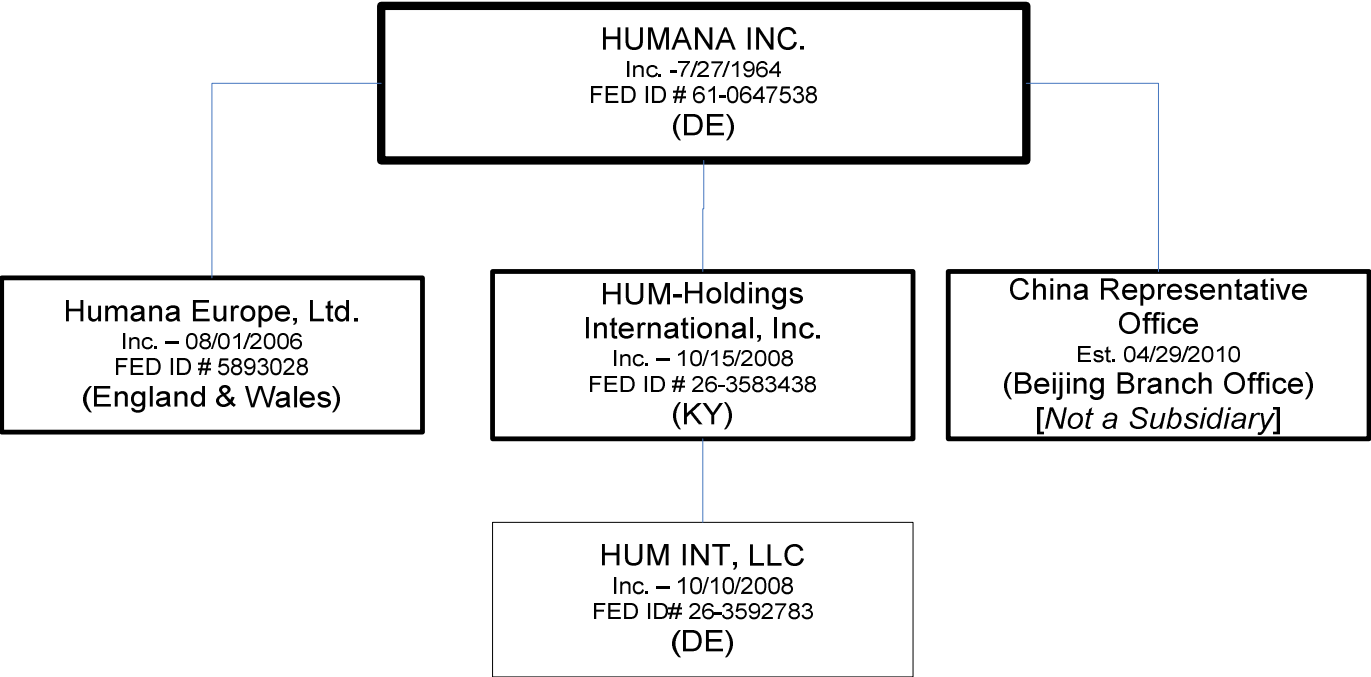 HUMANA INC.
Inc. -7/27/1964
FED ID # 61-0647538
(DE)
Humana Europe, Ltd.
Inc. – 08/01/2006
FED ID # 5893028
(England & Wales)
HUM-Holdings
International, Inc.
Inc. – 10/15/2008
FED ID # 26-3583438
(KY)
China Representative
Office
Est. 04/29/2010
(Beijing Branch Office)
[Not a Subsidiary]
HUM INT, LLC
Inc. – 10/10/2008
FED ID# 26-3592783
(DE)